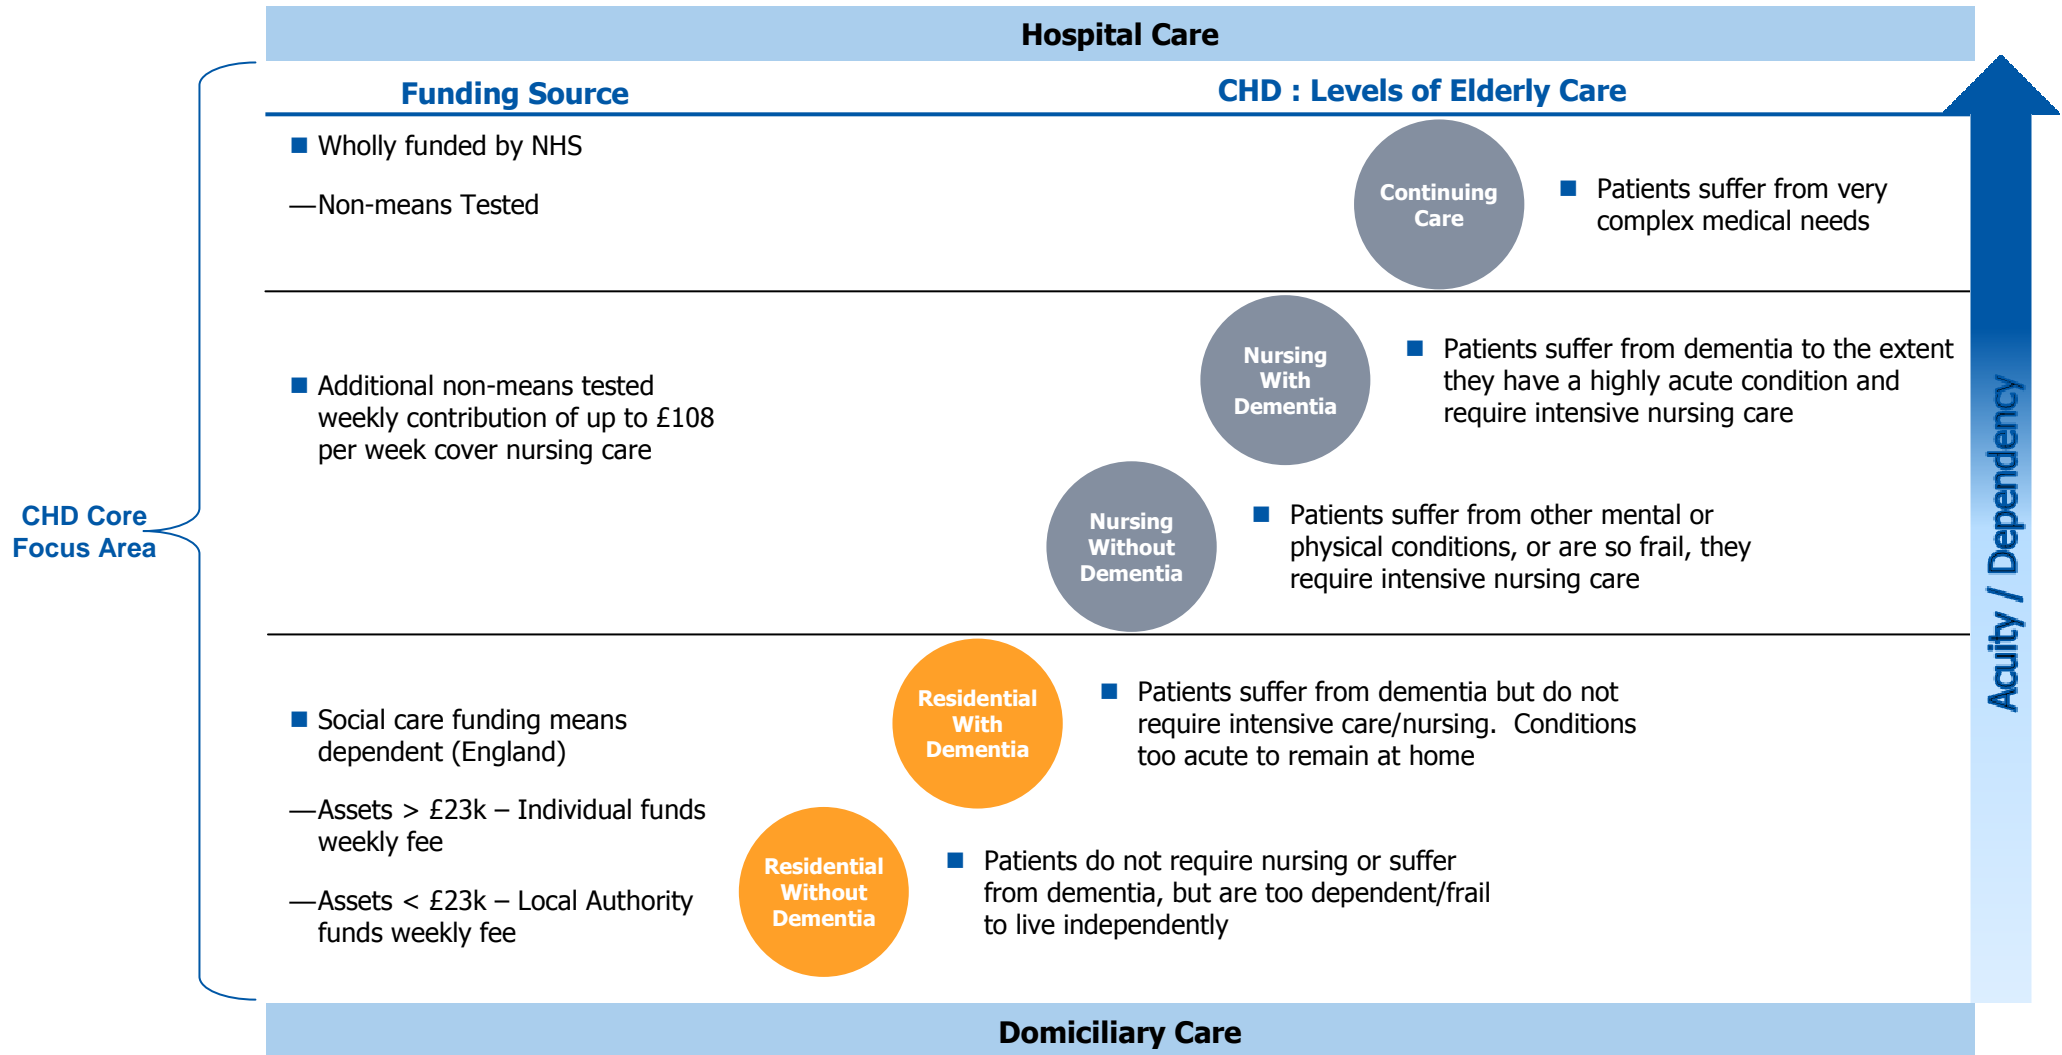 Hospital Care
Funding Source
CHD : Levels of Elderly Care
■ Wholly funded by NHS
—Non-means Tested
Continuing
Care
■ Patients suffer from very
complex medical needs
■ Additional non-means tested
weekly contribution of up to £108
per week cover nursing care
Nursing
With
Dementia
■ Patients suffer from dementia to the extent
they have a highly acute condition and
require intensive nursing care
Nursing
Without
Dementia
■ Patients suffer from other mental or
physical conditions, or are so frail, they
require intensive nursing care
CHD Core
Focus Area
■ Social care funding means
dependent (England)
—Assets > £23k – Individual funds
weekly fee
—Assets < £23k – Local Authority
funds weekly fee
Residential
With
Dementia
■ Patients suffer from dementia but do not
require intensive care/nursing.  Conditions
too acute to remain at home
Residential
Without
Dementia
■ Patients do not require nursing or suffer
from dementia, but are too dependent/frail
to live independently
Acuity / Dependency
Domiciliary Care